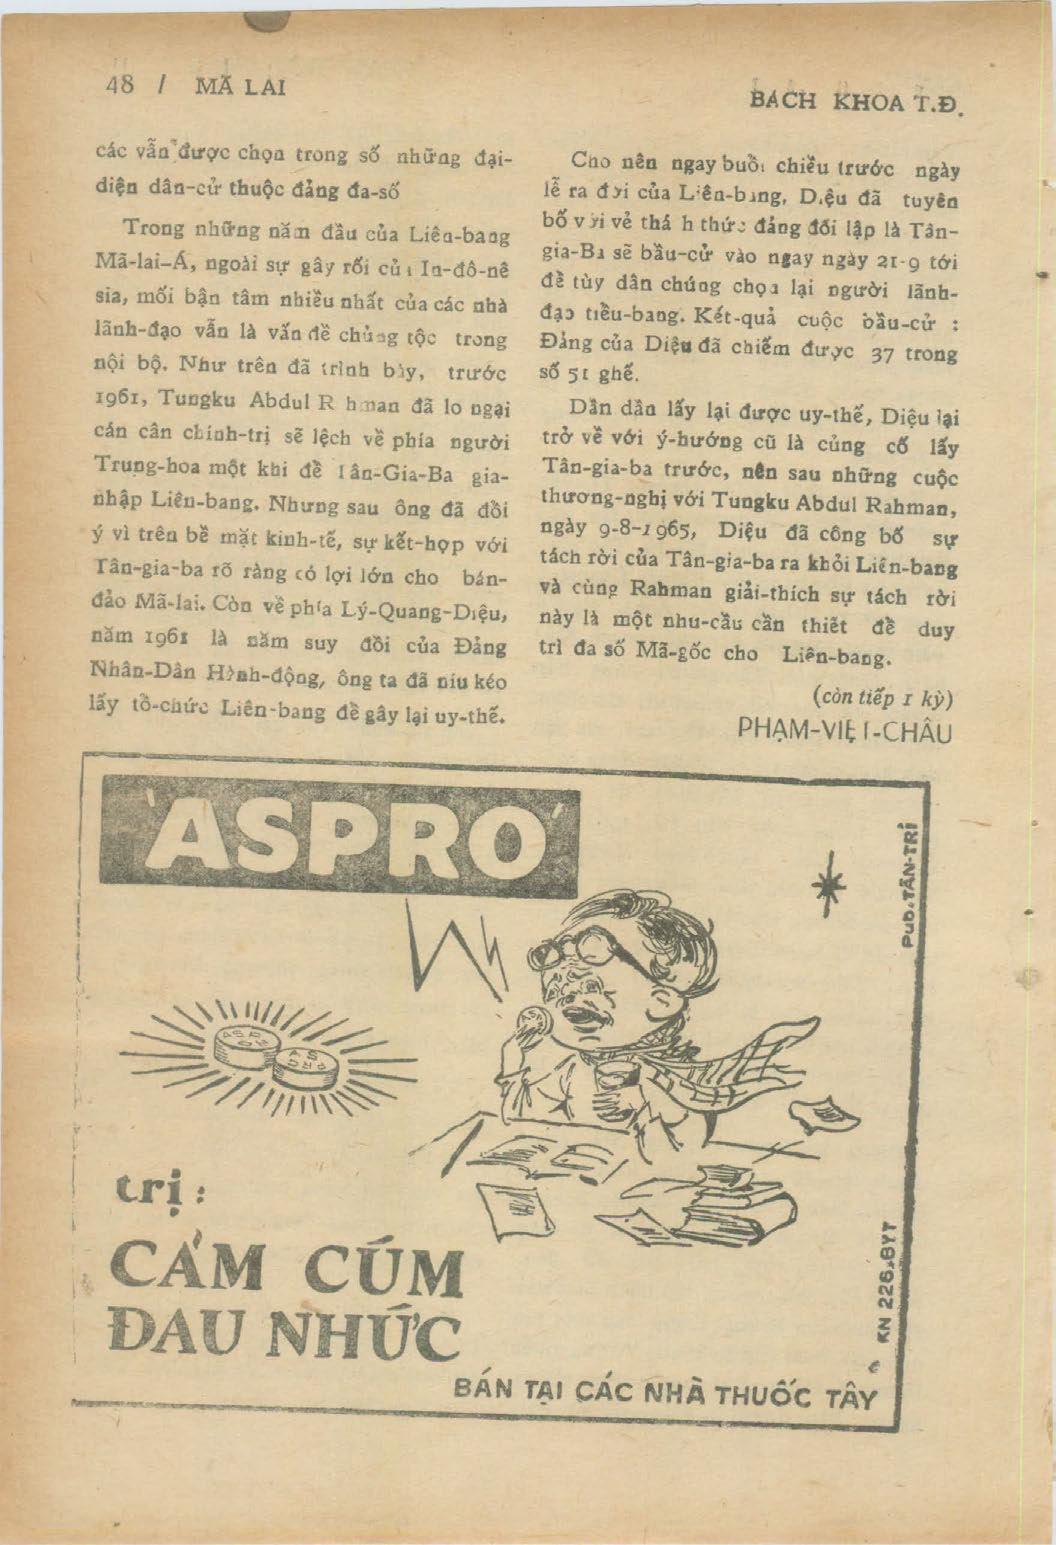 48 / MÃ LAI
BÁCH KHOA T.Đ.
các vẫn được chọn trong số những đại-
diện dân-cử thuộc đảng đa-số
Trong những năm đầu của Liên-bang
Mã-lai-Á, ngoài sự gây rối của In-đô-nê
sia, mối bận tâm nhiều nhất của các nhà
lãnh-đạo vẫn là vấn đề chủng tộc trong
nội bộ. Như trên đã trình bày, trước
1961, Tungku Abdul Rahman đã lo ngại
cán cân chính-trị sẽ lệch về phía người
Trung-hoa một khi để Tân-Gia-Ba gia-
nhập Liên-bang. Nhưng sau ông đã đổi
ý vì trên bề mặt kinh-tế, sự kết-hợp với
Tân-gia-ba rõ ràng có lợi lớn cho bán-
đảo Mã-lai. Còn về phía Lý-Quang-Diệu,
năm 1961 là năm suy đồi của Đảng
Nhân-Dân Hành-động, ông ta đã níu kéo
lấy tổ-chức Liên-bang để gây lại uy-thế.
Cho nên ngay buổi chiều trước ngày
lễ ra đời của Liên-bang, Diệu đã tuyên
bố với vẻ thách thức đảng đối lập là Tân-
gia-Ba sẽ bầu-cử vào ngay ngày 21-9 tới
để tùy dân chúng chọn lại người lãnh-
đạo tiểu-bang. Kết-quả cuộc bầu-cử :
Đảng của Diệu đã chiếm được 37 trong
số 51 ghế.
Dần dần lấy lại được uy-thế, Diệu lại
trở về với ý-hướng cũ là củng cố lấy
Tân-gia-ba trước, nên sau những cuộc
thương-nghị với Tungku Abdul Rahman,
ngày 9-8-1965, Diệu đã công bố sự
tách rời của Tân-gia-ba ra khỏi Liên-bang
và cùng Rahman giải-thích sự tách rời
này là một nhu-cầu cần thiết để duy
trì đa số Mã-gốc cho Liên-bang.
(còn tiếp 1 kỳ)
PHẠM-VIỆT-CHÂU
'ASPRO'
Pub. TÂN-TRÍ
trị :
CẢM CÚM
ĐAU NHỨC
KN 226.BYT
BÁN TẠI CÁC NHÀ THUỐC TÂY